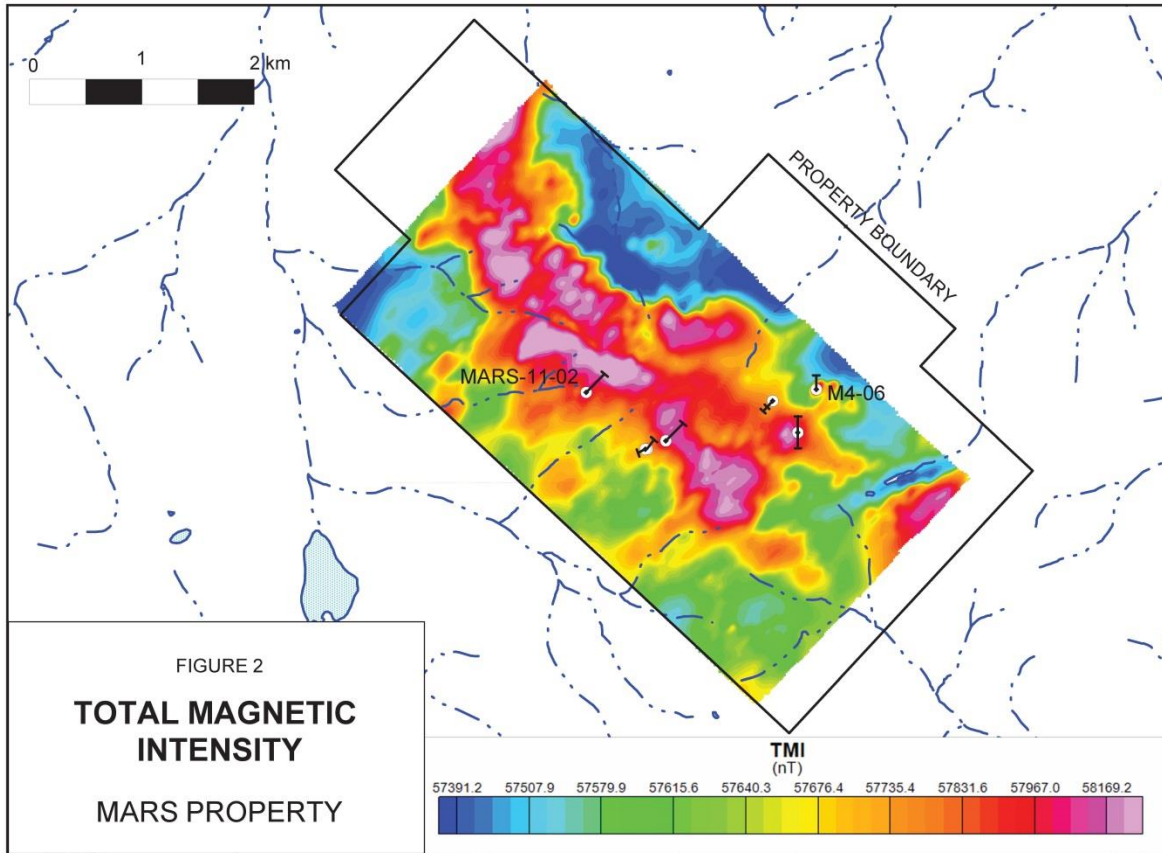 0 1 2 km
PROPERTY BOUNDARY
MARS-11-02
M4-06
FIGURE 2
TOTAL MAGNETIC
INTENSITY
MARS PROPERTY
TMI
(nT)
57391.2 57507.9 57579.9 57615.6 57640.3 57676.4 57735.4 57831.6 57967.0 58169.2